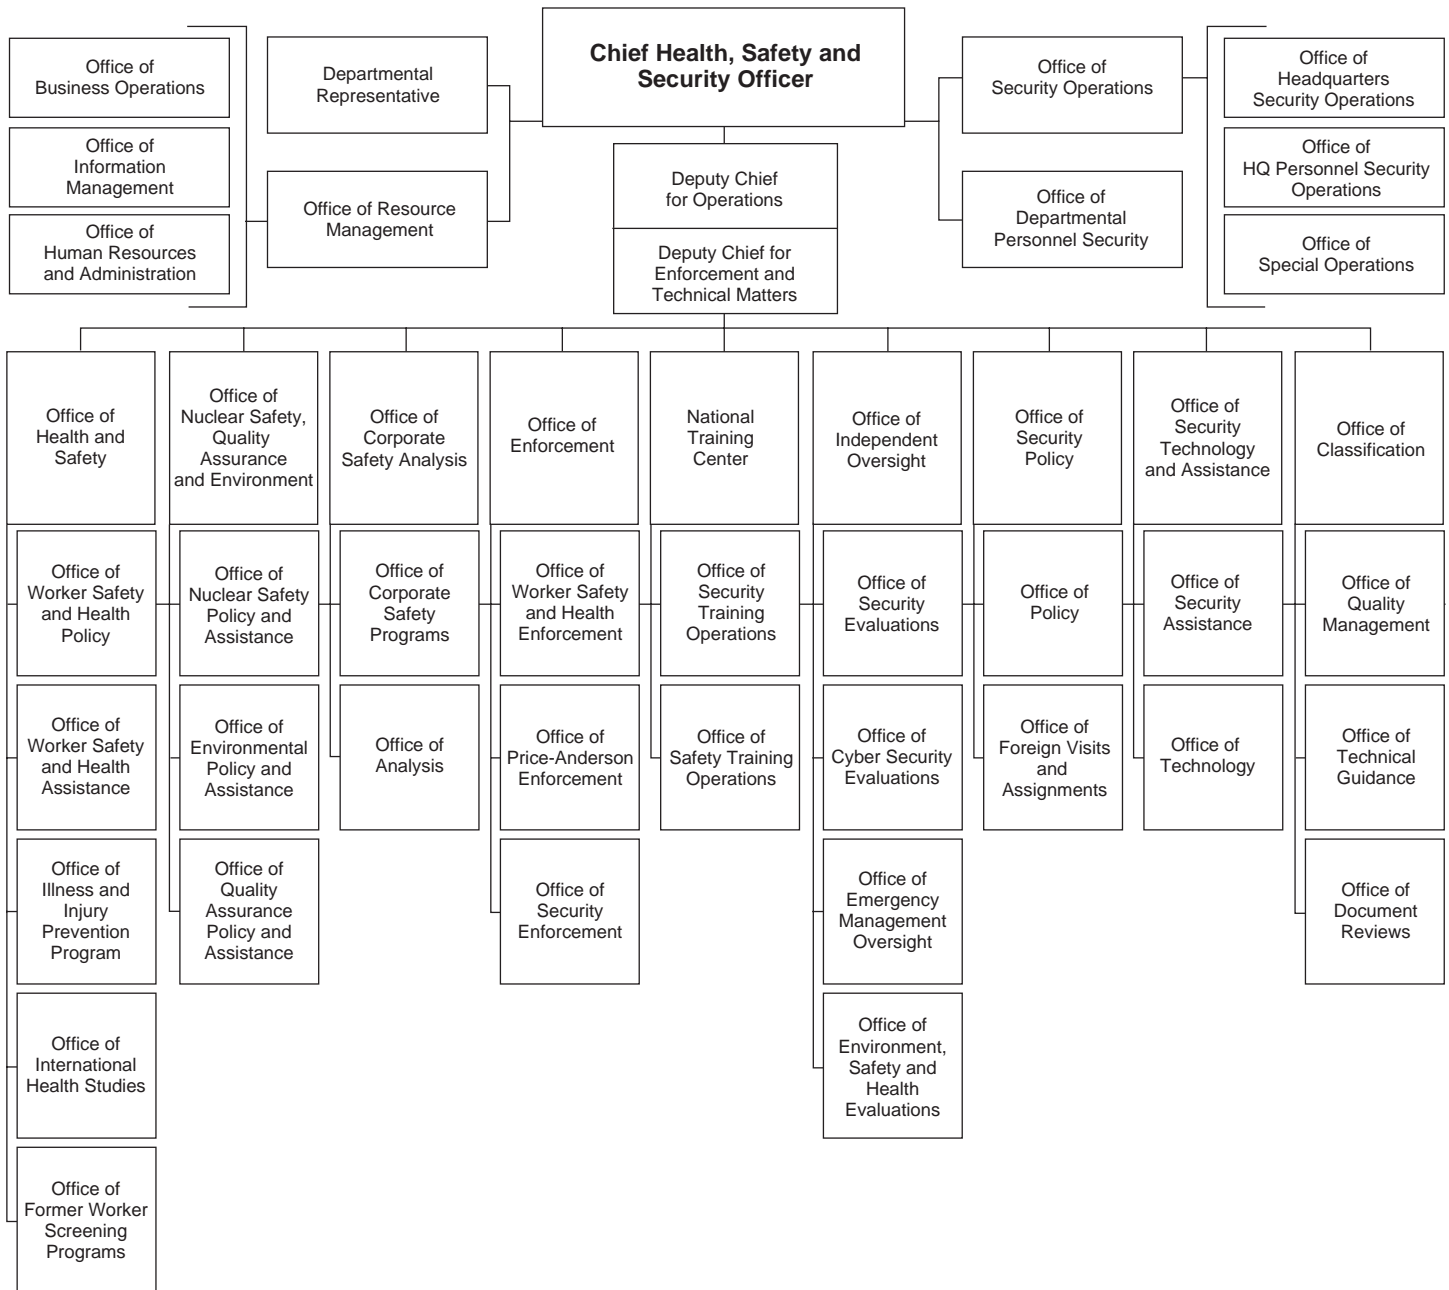 Chief Health, Safety and
Security Officer
Office of
Business Operations
Office of
Information
Management
Office of
Human Resources
and Administration
Departmental
Representative
Office of Resource
Management
Deputy Chief
for Operations
Deputy Chief for
Enforcement and
Technical Matters
Office of
Security Operations
Office of
Departmental
Personnel Security
Office of
Headquarters
Security Operations
Office of
HQ Personnel Security
Operations
Office of
Special Operations
Office of
Health and
Safety
Office of
Worker Safety
and Health
Policy
Office of
Worker Safety
and Health
Assistance
Office of
Illness and
Injury
Prevention
Program
Office of
International
Health Studies
Office of
Former Worker
Screening
Programs
Office of
Nuclear Safety,
Quality
Assurance
and Environment
Office of
Nuclear Safety
Policy and
Assistance
Office of
Environmental
Policy and
Assistance
Office of
Quality
Assurance
Policy and
Assistance
Office of
Corporate
Safety Analysis
Office of
Corporate
Safety
Programs
Office of
Analysis
Office of
Enforcement
Office of
Worker Safety
and Health
Enforcement
Office of
Price-Anderson
Enforcement
Office of
Security
Enforcement
National
Training
Center
Office of
Security
Training
Operations
Office of
Safety Training
Operations
Office of
Independent
Oversight
Office of
Security
Evaluations
Office of
Cyber Security
Evaluations
Office of
Emergency
Management
Oversight
Office of
Environment,
Safety and
Health
Evaluations
Office of
Security
Policy
Office of
Policy
Office of
Foreign Visits
and
Assignments
Office of
Security
Technology
and Assistance
Office of
Security
Assistance
Office of
Technology
Office of
Classification
Office of
Quality
Management
Office of
Technical
Guidance
Office of
Document
Reviews